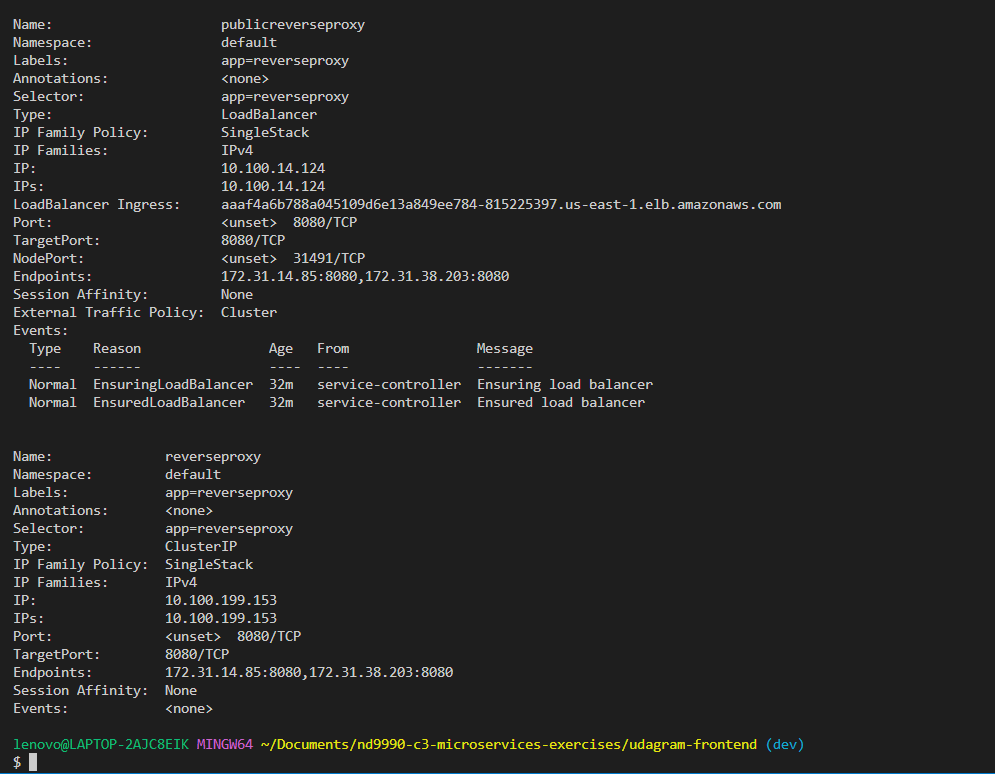 Name:                     publicreverseproxy
Namespace:                default
Labels:                   app=reverseproxy
Annotations:              <none>
Selector:                 app=reverseproxy
Type:                     LoadBalancer
IP Family Policy:         SingleStack
IP Families:              IPv4
IP:                       10.100.14.124
IPs:                      10.100.14.124
LoadBalancer Ingress:     aaaf4a6b788a045109d6e13a849ee784-815225397.us-east-1.elb.amazonaws.com
Port:                     <unset>  8080/TCP
TargetPort:               8080/TCP
NodePort:                 <unset>  31491/TCP
Endpoints:                172.31.14.85:8080,172.31.38.203:8080
Session Affinity:         None
External Traffic Policy:  Cluster
Events:
  Type    Reason                Age   From                Message
  ----    ------                ----  ----                -------
  Normal  EnsuringLoadBalancer  32m   service-controller  Ensuring load balancer
  Normal  EnsuredLoadBalancer   32m   service-controller  Ensured load balancer
Name:              reverseproxy
Namespace:         default
Labels:            app=reverseproxy
Annotations:       <none>
Selector:          app=reverseproxy
Type:              ClusterIP
IP Family Policy:  SingleStack
IP Families:       IPv4
IP:                10.100.199.153
IPs:               10.100.199.153
Port:              <unset>  8080/TCP
TargetPort:        8080/TCP
Endpoints:         172.31.14.85:8080,172.31.38.203:8080
Session Affinity:  None
Events:            <none>
lenovo@LAPTOP-2AJC8EIK MINGW64 ~/Documents/nd9990-c3-microservices-exercises/udagram-frontend (dev)
$